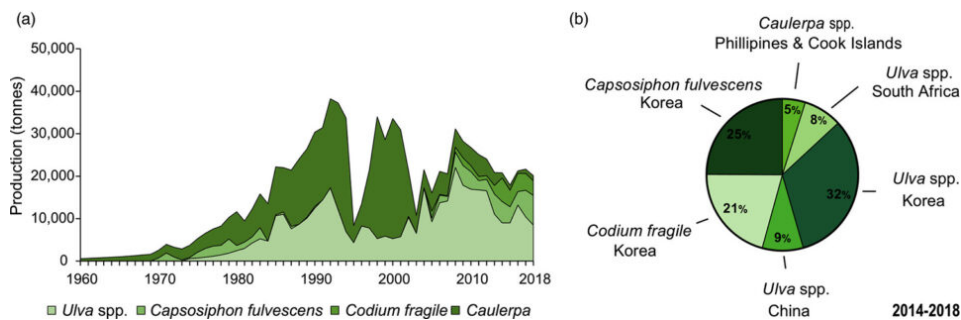 (a)
Production (tonnes)
50,000
40,000
30,000
20,000
10,000
0
1960 1970 1980 1990 2000 2010 2018
Ulva spp. Capsosiphon fulvescens Codium fragile Caulerpa
(b)
Caulerpa spp.
Phillipines & Cook Islands
Ulva spp.
South Africa
Capsosiphon fulvescens
Korea
5%
8%
25%
32%
Ulva spp.
Korea
21%
9%
Codium fragile
Korea
Ulva spp.
China
2014-2018